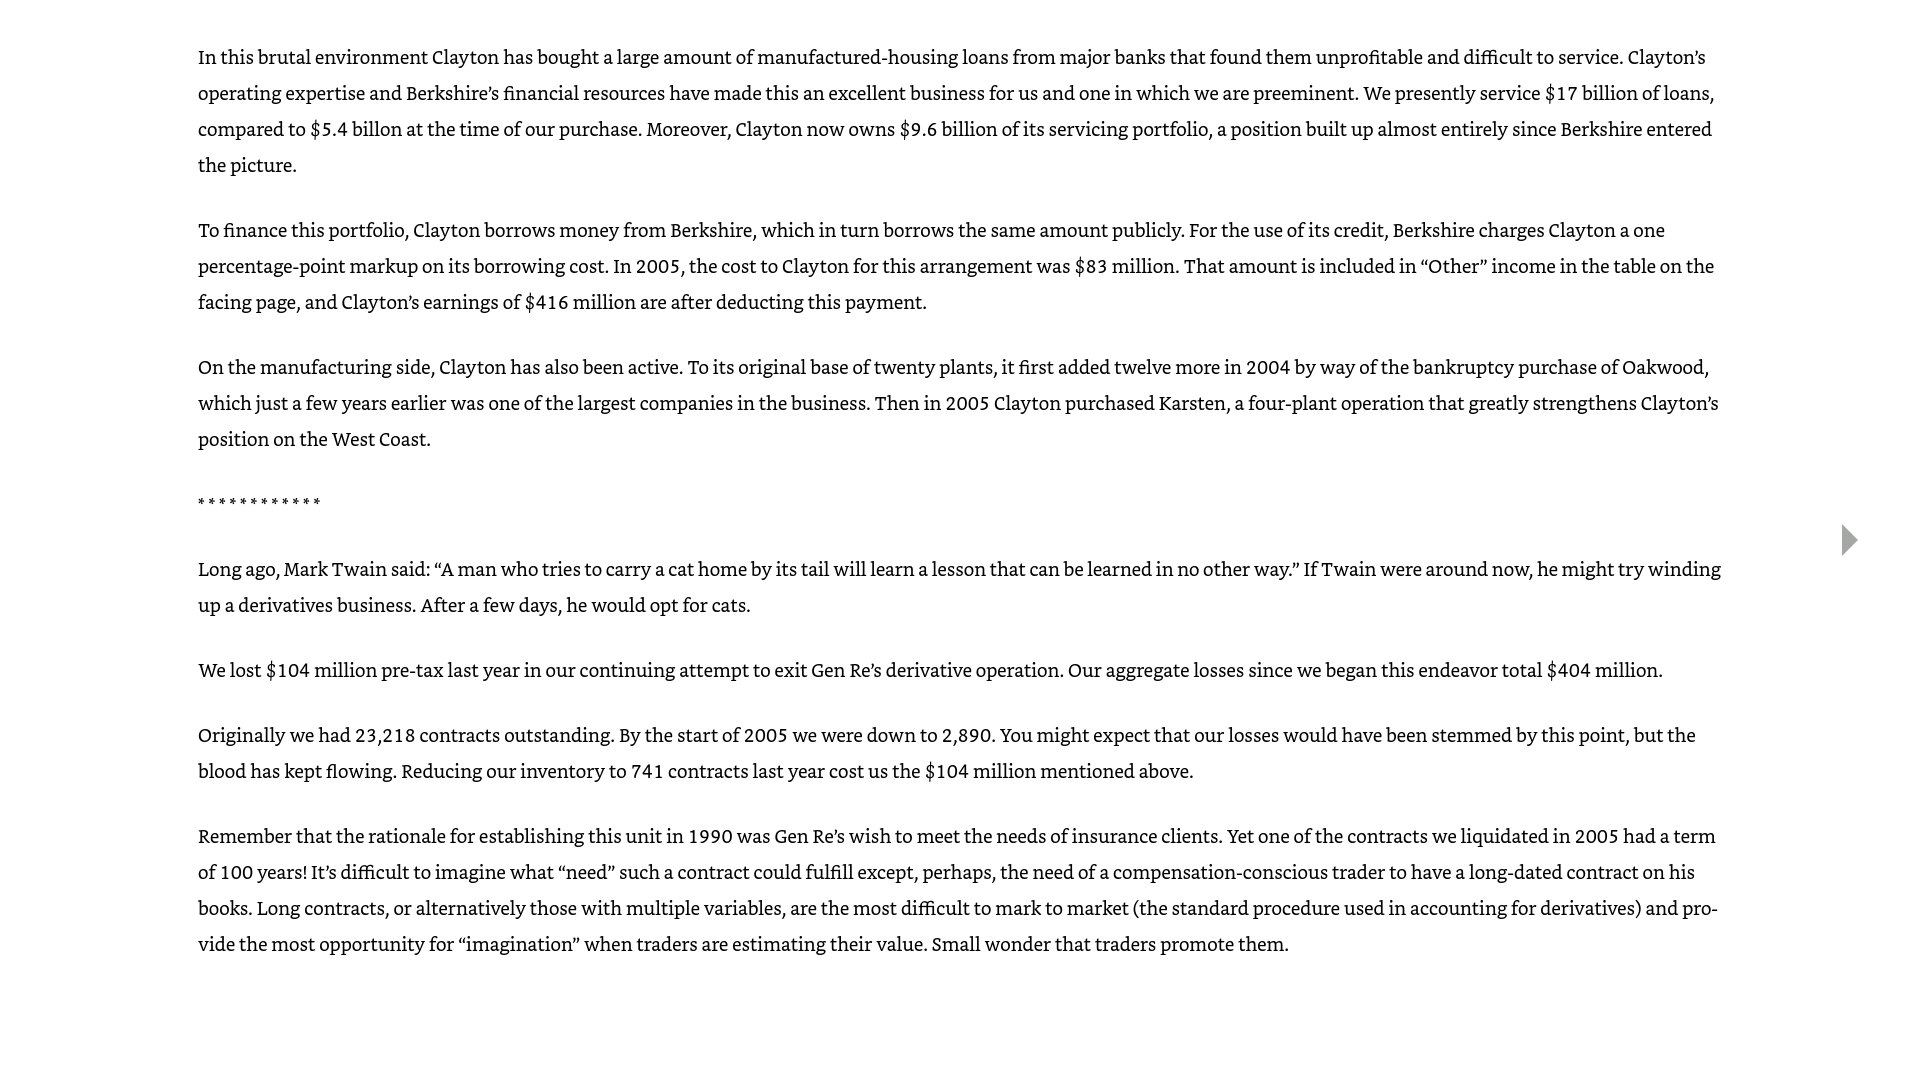 In this brutal environment Clayton has bought a large amount of manufactured-housing loans from major banks that found them unprofitable and difficult to service. Clayton’s
operating expertise and Berkshire’s financial resources have made this an excellent business for us and one in which we are preeminent. We presently service $17 billion of loans,
compared to $5.4 billon at the time of our purchase. Moreover, Clayton now owns $9.6 billion of its servicing portfolio, a position built up almost entirely since Berkshire entered
the picture.
To finance this portfolio, Clayton borrows money from Berkshire, which in turn borrows the same amount publicly. For the use of its credit, Berkshire charges Clayton a one
percentage-point markup on its borrowing cost. In 2005, the cost to Clayton for this arrangement was $83 million. That amount is included in “Other” income in the table on the
facing page, and Clayton’s earnings of $416 million are after deducting this payment.
On the manufacturing side, Clayton has also been active. To its original base of twenty plants, it first added twelve more in 2004 by way of the bankruptcy purchase of Oakwood,
which just a few years earlier was one of the largest companies in the business. Then in 2005 Clayton purchased Karsten, a four-plant operation that greatly strengthens Clayton’s
position on the West Coast.
* * * * * * * * * * * *
Long ago, Mark Twain said: “A man who tries to carry a cat home by its tail will learn a lesson that can be learned in no other way.” If Twain were around now, he might try winding
up a derivatives business. After a few days, he would opt for cats.
We lost $104 million pre-tax last year in our continuing attempt to exit Gen Re’s derivative operation. Our aggregate losses since we began this endeavor total $404 million.
Originally we had 23,218 contracts outstanding. By the start of 2005 we were down to 2,890. You might expect that our losses would have been stemmed by this point, but the
blood has kept flowing. Reducing our inventory to 741 contracts last year cost us the $104 million mentioned above.
Remember that the rationale for establishing this unit in 1990 was Gen Re’s wish to meet the needs of insurance clients. Yet one of the contracts we liquidated in 2005 had a term
of 100 years! It’s difficult to imagine what “need” such a contract could fulfill except, perhaps, the need of a compensation-conscious trader to have a long-dated contract on his
books. Long contracts, or alternatively those with multiple variables, are the most difficult to mark to market (the standard procedure used in accounting for derivatives) and pro-
vide the most opportunity for “imagination” when traders are estimating their value. Small wonder that traders promote them.